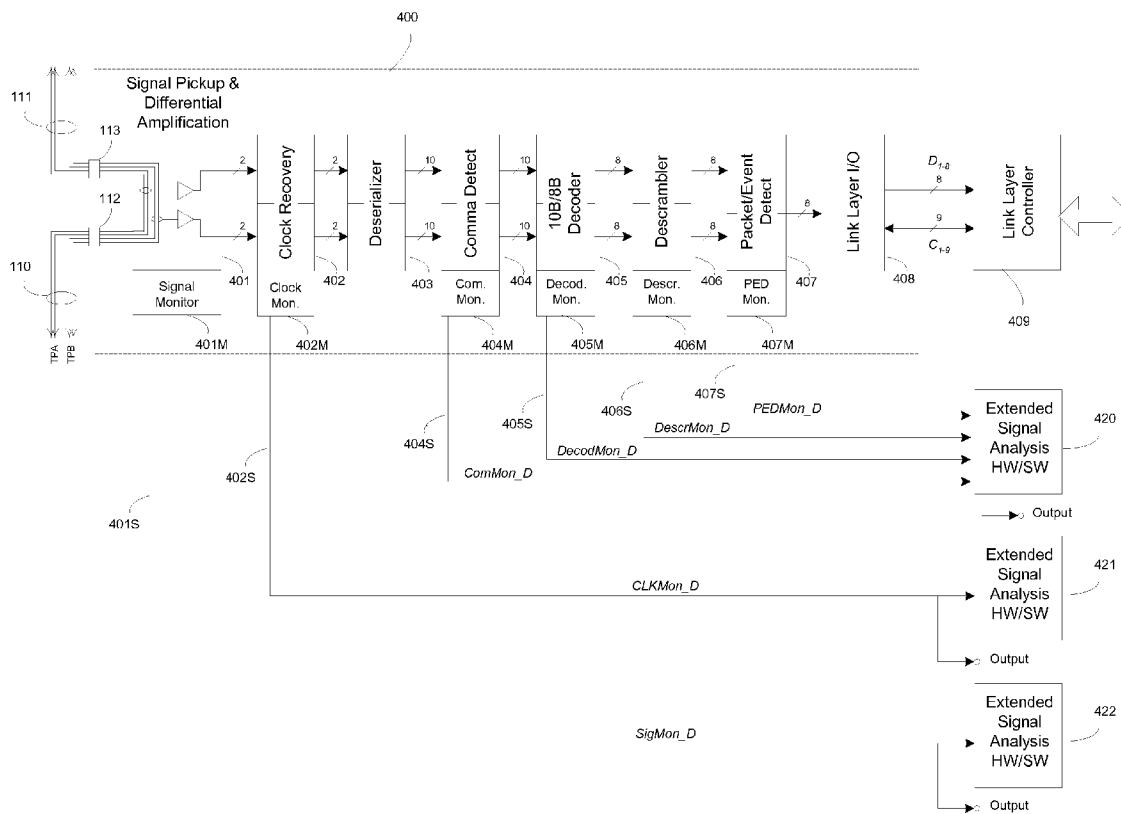 400
Signal Pickup &
Differential
Amplification
111
113
112
110
TPA
TPB
2
2
Clock Recovery
2
2
Deserializer
10
10
Comma Detect
10
10
10B/8B
Decoder
8
8
Descrambler
8
8
Packet/Event
Detect
8
Link Layer I/O
D1-8
8
9
C1-9
Link Layer
Controller
401
402
403
404
405
406
407
408
409
Signal
Monitor
Clock
Mon.
Com.
Mon.
Decod.
Mon.
Descr.
Mon.
PED
Mon.
401M
402M
404M
405M
406M
407M
407S
406S
405S
404S
402S
401S
PEDMon_D
DescrMon_D
DecodMon_D
ComMon_D
Extended
Signal
Analysis
HW/SW
420
Output
CLKMon_D
Extended
Signal
Analysis
HW/SW
421
Output
SigMon_D
Extended
Signal
Analysis
HW/SW
422
Output